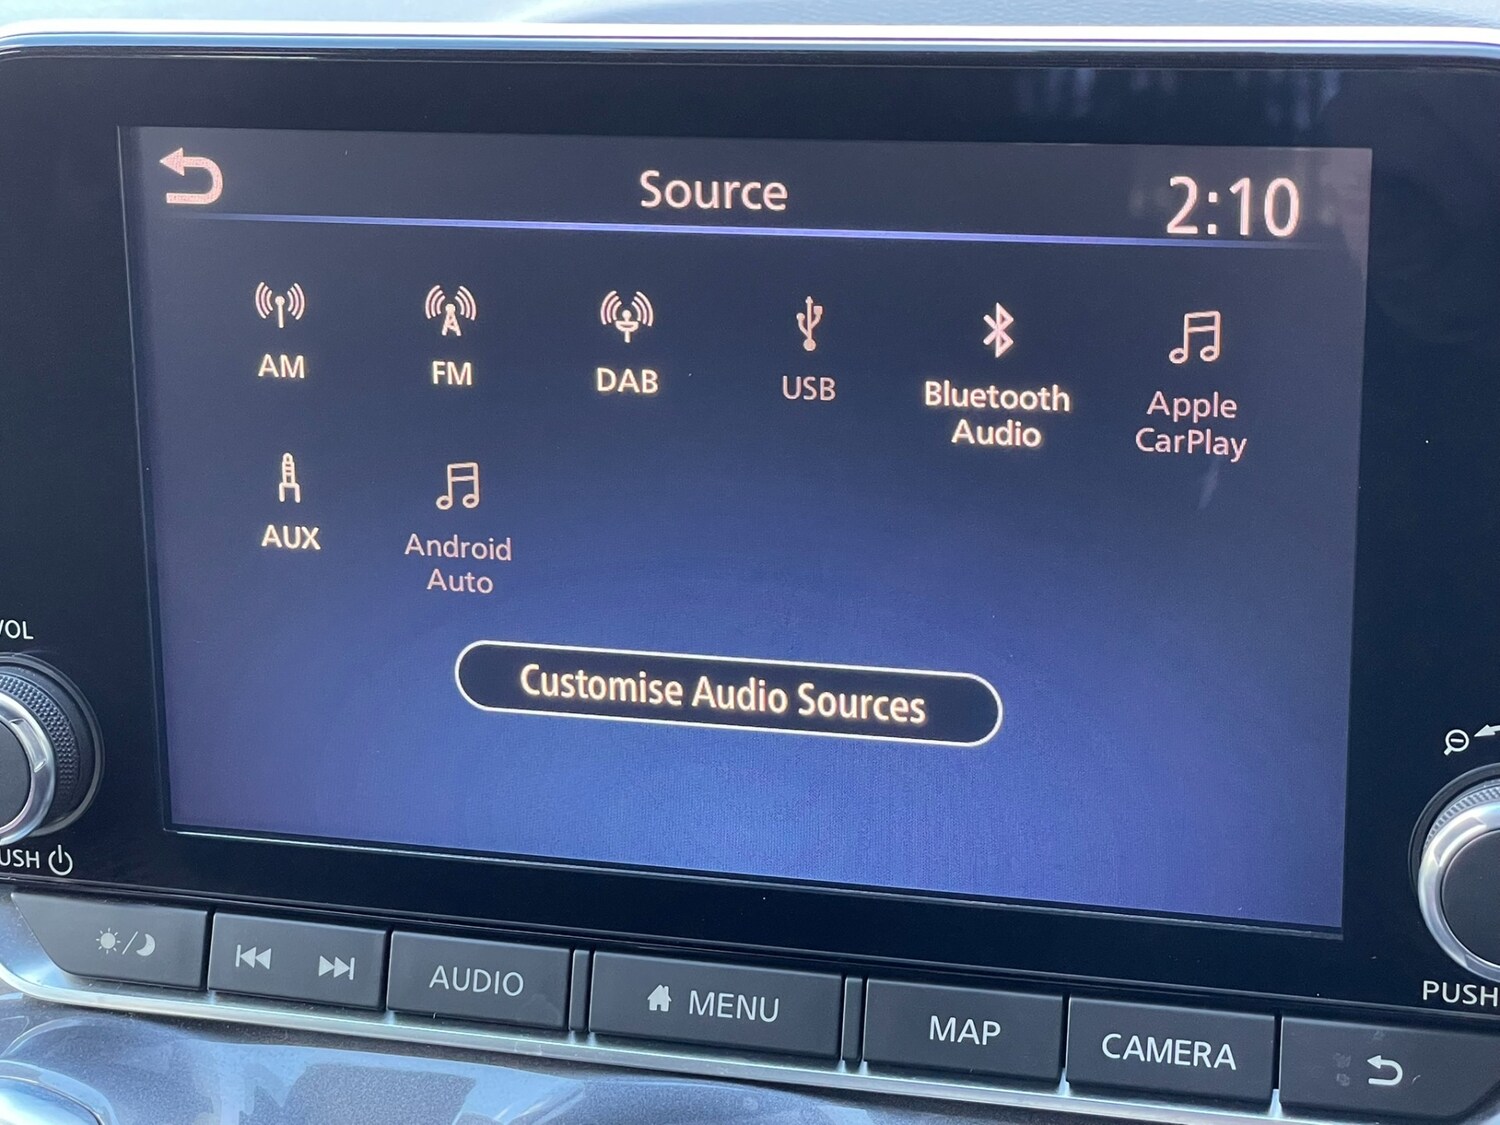 Source
2:10
AM
FM
DAB
USB
Bluetooth
Audio
Apple
CarPlay
AUX
Android
Auto
Customise Audio Sources
VOL
PUSH
AUDIO
MENU
MAP
CAMERA
PUSH